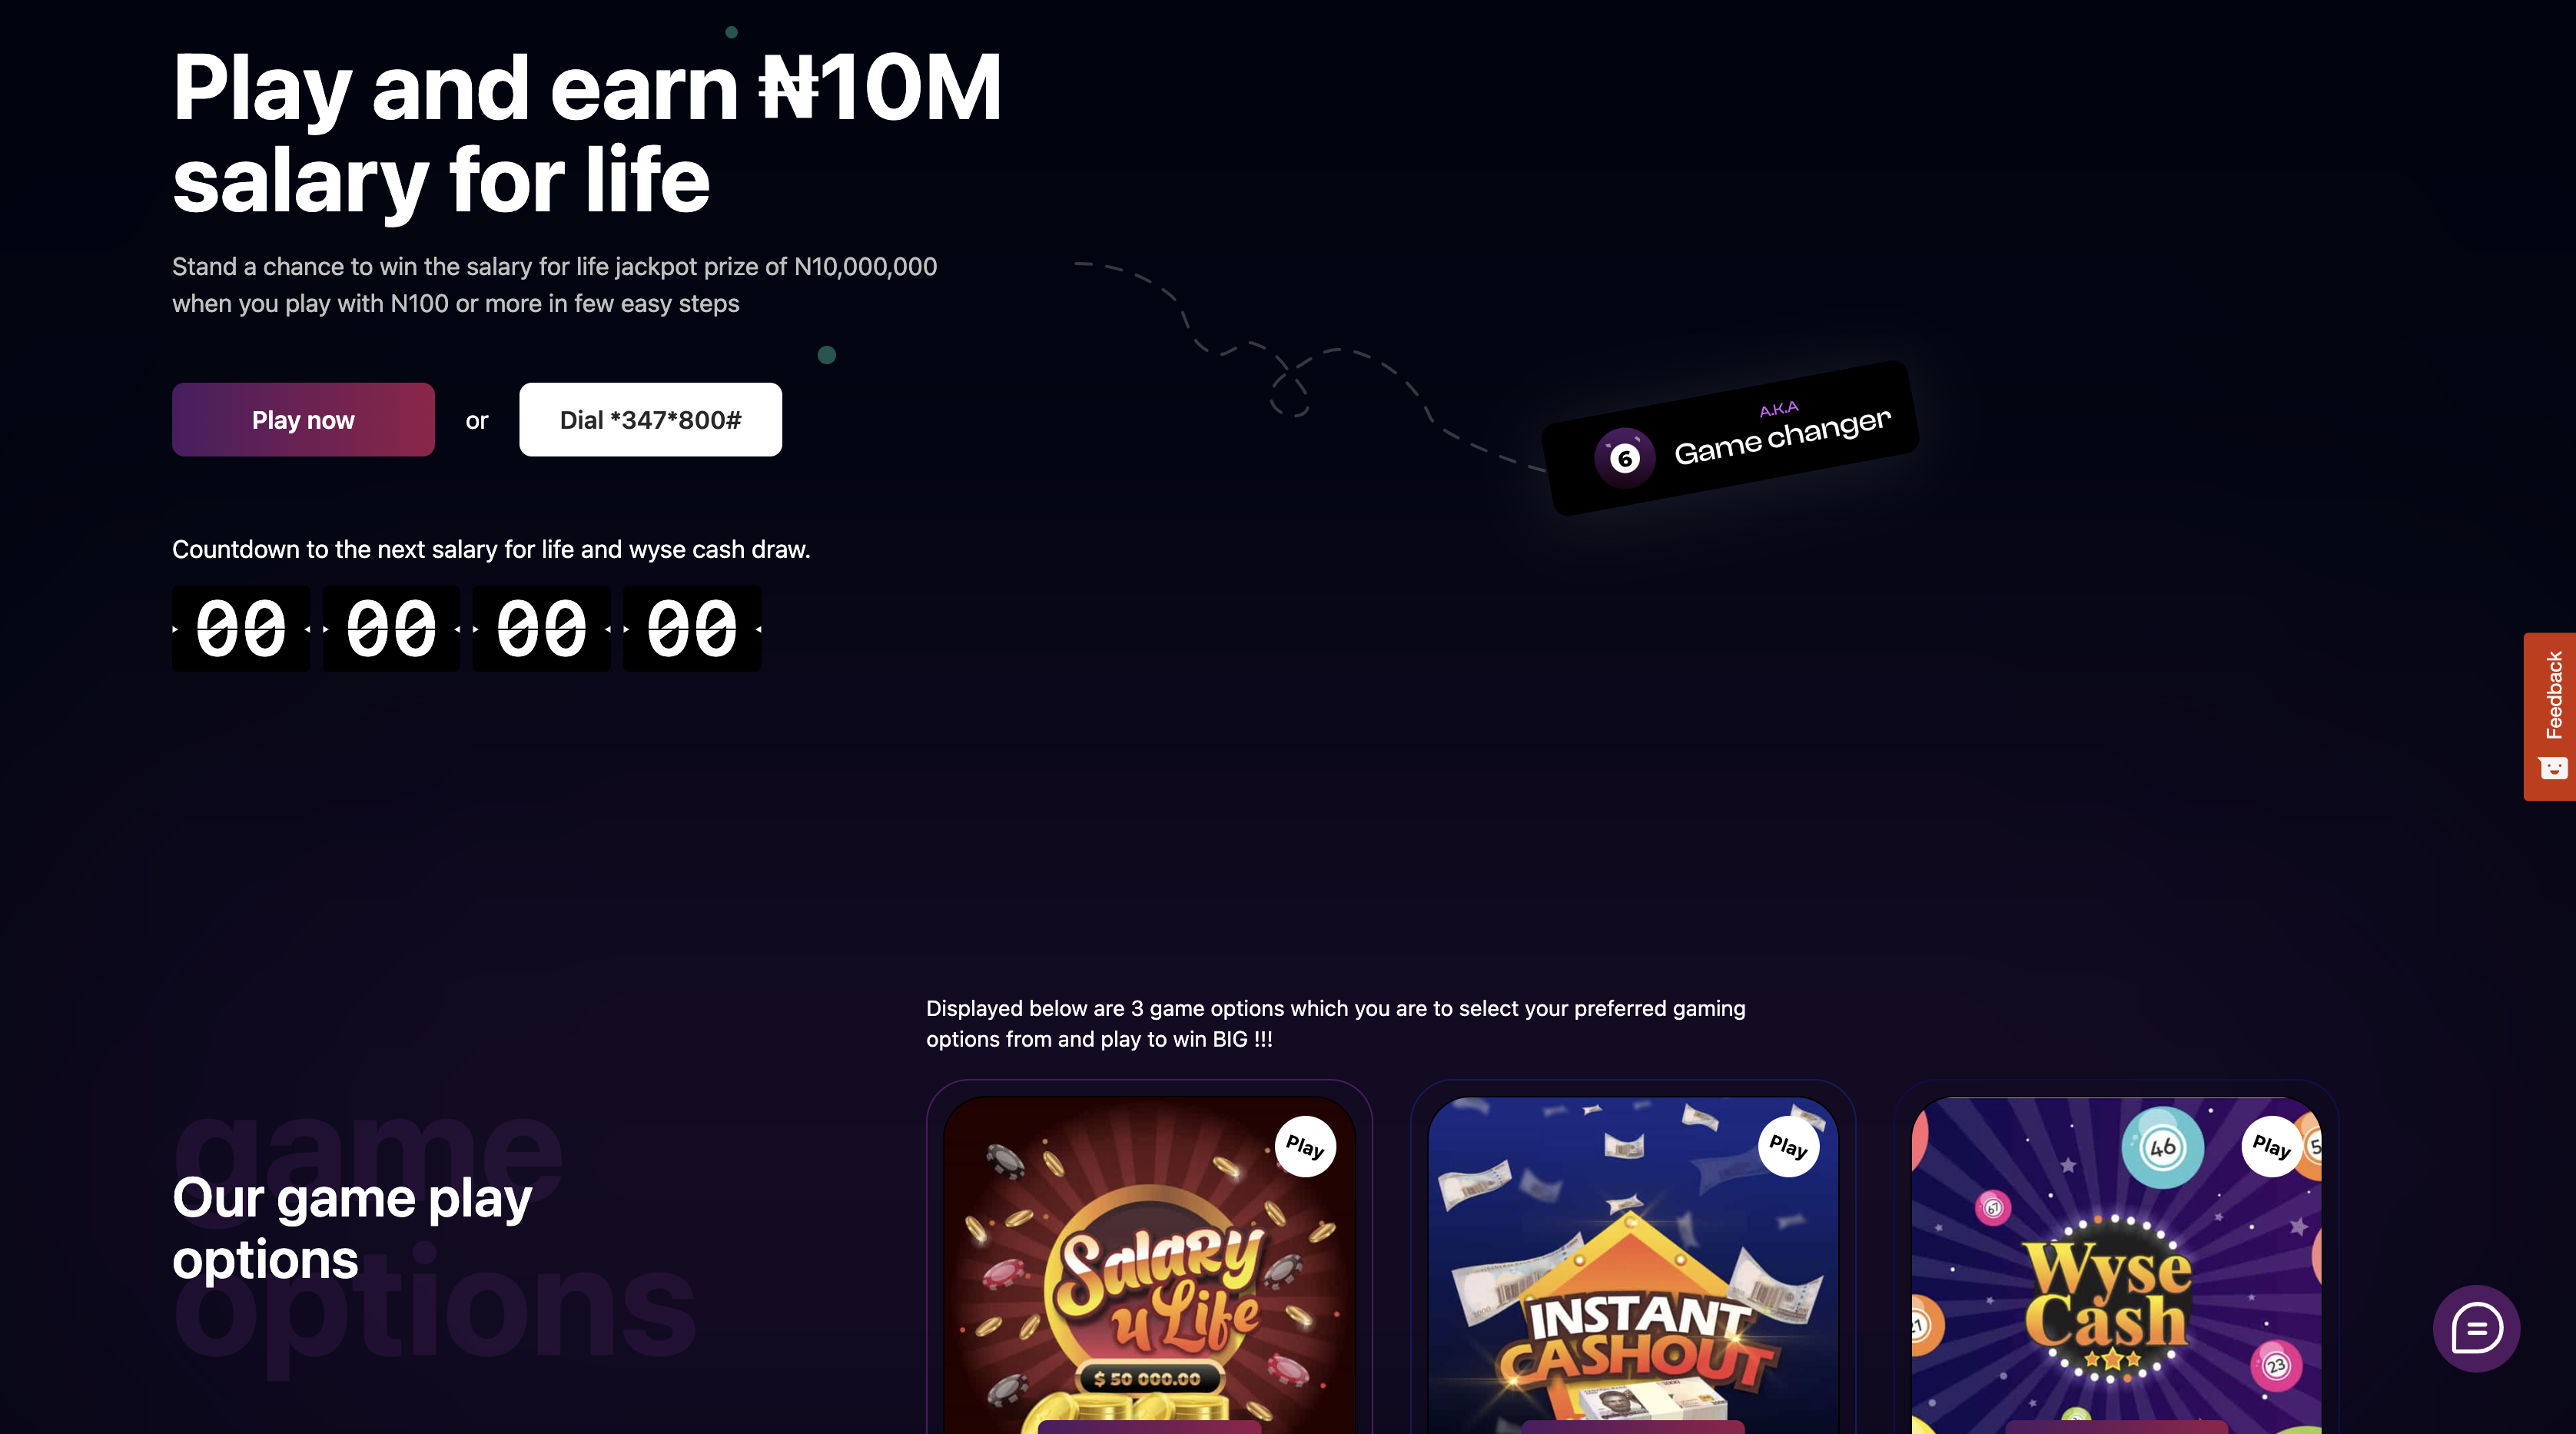 Play and earn ₦10M
salary for life
Stand a chance to win the salary for life jackpot prize of N10,000,000
when you play with N100 or more in few easy steps
Play now
or
Dial *347*800#
A.K.A
6
Game changer
Countdown to the next salary for life and wyse cash draw.
00 00 00 00
Feedback
Displayed below are 3 game options which you are to select your preferred gaming
options from and play to win BIG !!!
game
options
Our game play
options
Play
Salary
4 Life
$ 50 000.00
Play
INSTANT
CASHOUT
Play
46
67
Wyse
Cash
23